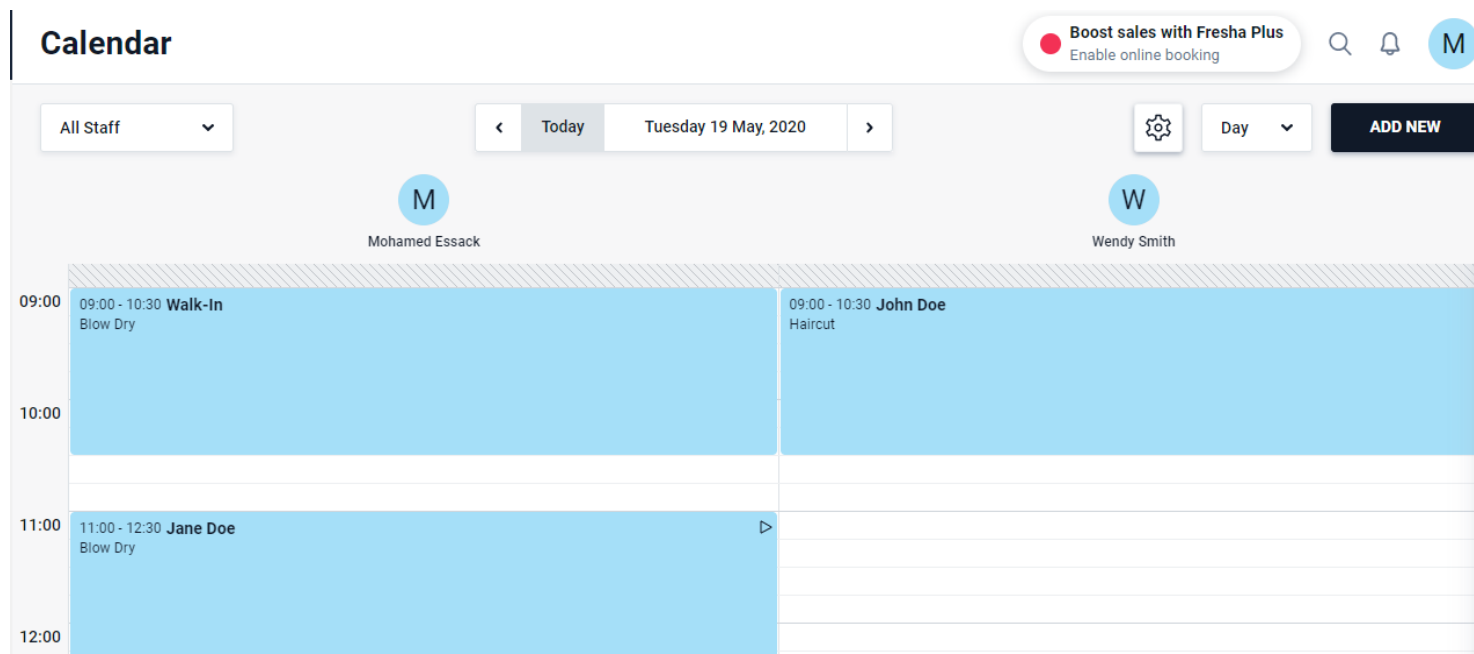 Calendar
Boost sales with Fresha Plus
Enable online booking
M
All Staff
Today
Tuesday 19 May, 2020
Day
ADD NEW
M
Mohamed Essack
W
Wendy Smith
09:00
09:00 - 10:30 Walk-In
Blow Dry
09:00 - 10:30 John Doe
Haircut
10:00
11:00
11:00 - 12:30 Jane Doe
Blow Dry
12:00